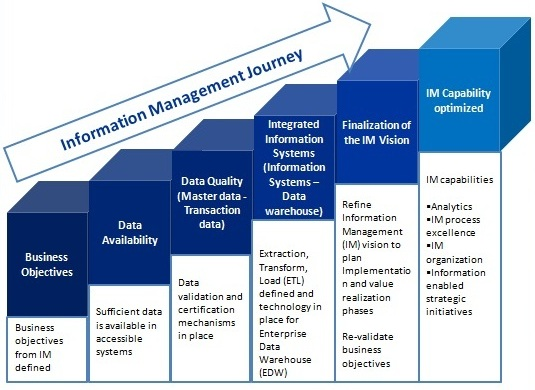 Information Management Journey
Business
Objectives
Business
objectives
from IM
defined
Data
Availability
Sufficient data
is available in
accessible
systems
Data Quality
(Master data -
Transaction
data)
Data
validation and
certification
mechanisms
in place
Integrated
Information
Systems
(Information
Systems –
Data
warehouse)
Extraction,
Transform,
Load (ETL)
defined and
technology in
place for
Enterprise
Data
Warehouse
(EDW)
Finalization of
the IM Vision
Refine
Information
Management
(IM) vision to
plan
Implementatio
n and value
realization
phases
Re-validate
business
objectives
IM Capability
optimized
IM capabilities
▪Analytics
▪IM process
excellence
▪IM
organization
▪Information
enabled
strategic
initiatives